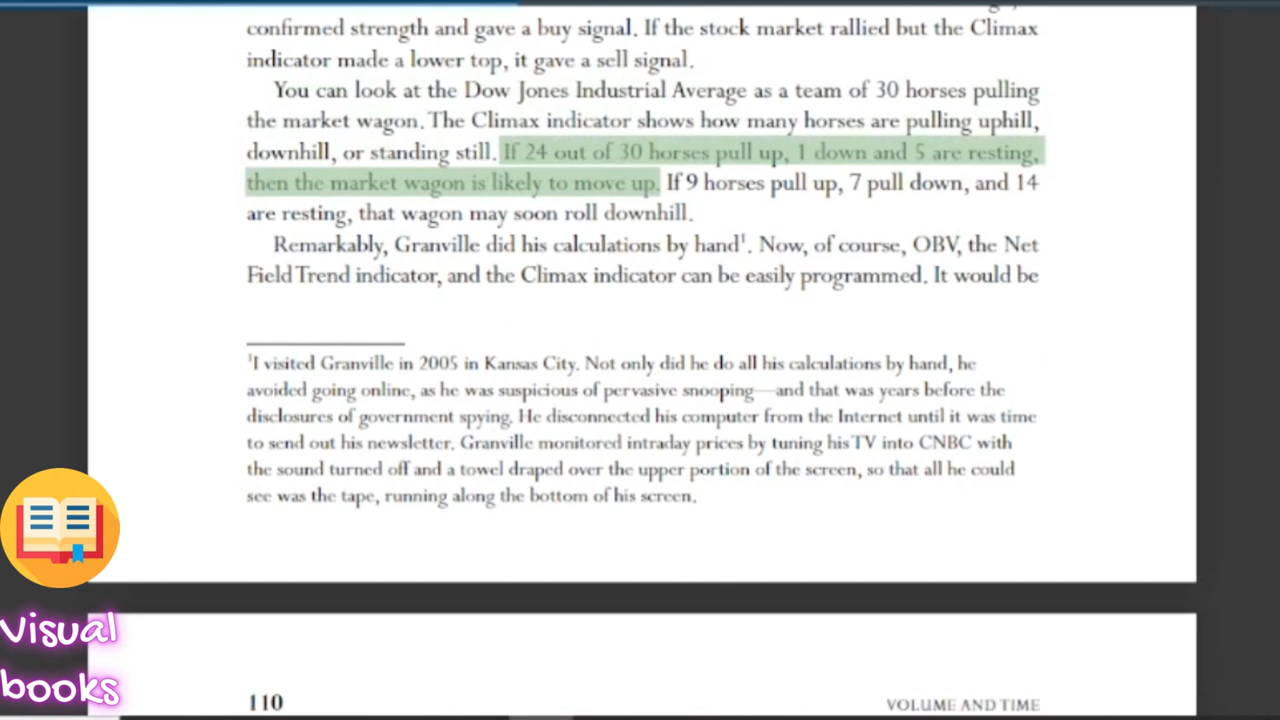 confirmed strength and gave a buy signal. If the stock market rallied but the Climax
indicator made a lower top, it gave a sell signal.
You can look at the Dow Jones Industrial Average as a team of 30 horses pulling
the market wagon. The Climax indicator shows how many horses are pulling uphill,
downhill, or standing still. If 24 out of 30 horses pull up, 1 down and 5 are resting,
then the market wagon is likely to move up. If 9 horses pull up, 7 pull down, and 14
are resting, that wagon may soon roll downhill.
Remarkably, Granville did his calculations by hand¹. Now, of course, OBV, the Net
Field Trend indicator, and the Climax indicator can be easily programmed. It would be
¹I visited Granville in 2005 in Kansas City. Not only did he do all his calculations by hand, he
avoided going online, as he was suspicious of pervasive snooping—and that was years before the
disclosures of government spying. He disconnected his computer from the Internet until it was time
to send out his newsletter. Granville monitored intraday prices by tuning his TV into CNBC with
the sound turned off and a towel draped over the upper portion of the screen, so that all he could
see was the tape, running along the bottom of his screen.
Visual
books
110 VOLUME AND TIME